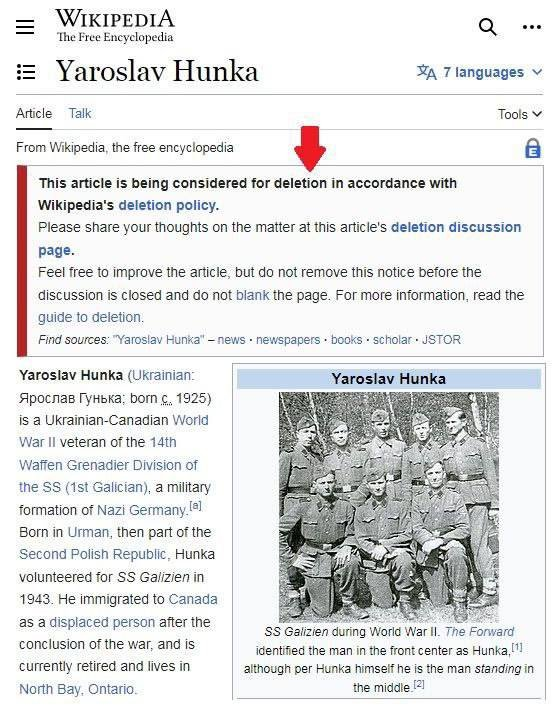 WIKIPEDIA
The Free Encyclopedia
Yaroslav Hunka
7 languages
Article Talk
Tools
From Wikipedia, the free encyclopedia
E
This article is being considered for deletion in accordance with
Wikipedia's deletion policy.
Please share your thoughts on the matter at this article's deletion discussion
page.
Feel free to improve the article, but do not remove this notice before the
discussion is closed and do not blank the page. For more information, read the
guide to deletion.
Find sources: "Yaroslav Hunka" – news · newspapers · books · scholar · JSTOR
Yaroslav Hunka (Ukrainian:
Ярослав Гунька; born c. 1925)
is a Ukrainian-Canadian World
War II veteran of the 14th
Waffen Grenadier Division of
the SS (1st Galician), a military
formation of Nazi Germany.[a]
Born in Urman, then part of the
Second Polish Republic, Hunka
volunteered for SS Galizien in
1943. He immigrated to Canada
as a displaced person after the
conclusion of the war, and is
currently retired and lives in
North Bay, Ontario.
Yaroslav Hunka
SS Galizien during World War II. The Forward
identified the man in the front center as Hunka,[1]
although per Hunka himself he is the man standing in
the middle.[2]